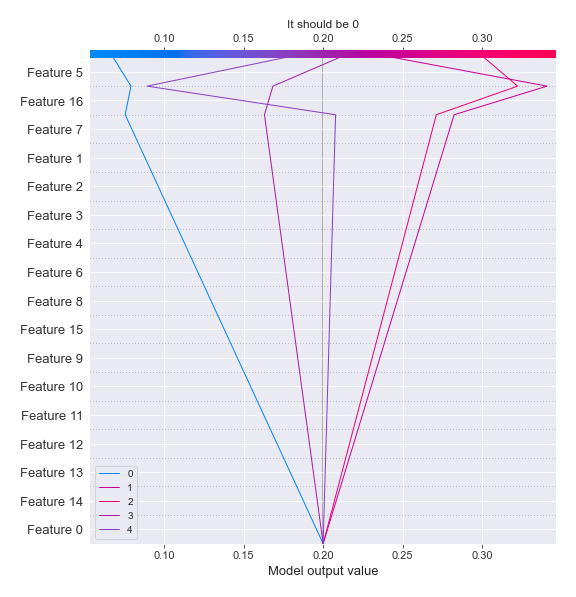 It should be 0
0.10 0.15 0.20 0.25 0.30
Feature 5
Feature 16
Feature 7
Feature 1
Feature 2
Feature 3
Feature 4
Feature 6
Feature 8
Feature 15
Feature 9
Feature 10
Feature 11
Feature 12
Feature 13
Feature 14
Feature 0
0
1
2
3
4
0.10 0.15 0.20 0.25 0.30
Model output value